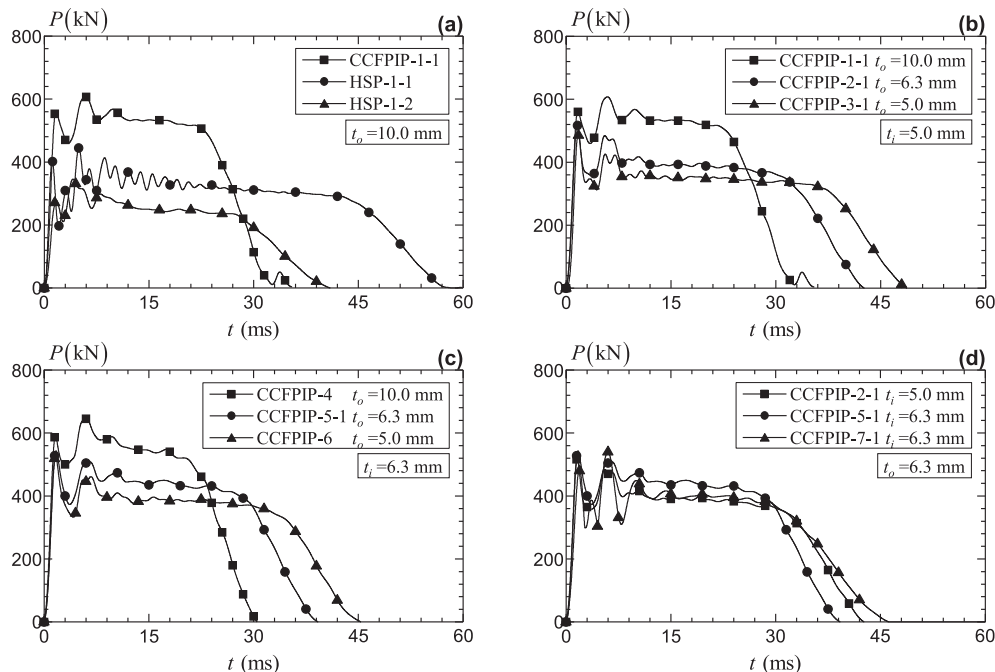 P(kN)
(a)
800
600
400
200
0
CCFPIP-1-1
HSP-1-1
HSP-1-2
t_o =10.0 mm
0 15 30 45 60
t (ms)
P(kN)
(b)
800
600
400
200
0
CCFPIP-1-1 t_o =10.0 mm
CCFPIP-2-1 t_o =6.3 mm
CCFPIP-3-1 t_o =5.0 mm
t_i =5.0 mm
0 15 30 45 60
t (ms)
P(kN)
(c)
800
600
400
200
0
CCFPIP-4 t_o =10.0 mm
CCFPIP-5-1 t_o =6.3 mm
CCFPIP-6 t_o =5.0 mm
t_i =6.3 mm
0 15 30 45 60
t (ms)
P(kN)
(d)
800
600
400
200
0
CCFPIP-2-1 t_i =5.0 mm
CCFPIP-5-1 t_i =6.3 mm
CCFPIP-7-1 t_i =6.3 mm
t_o =6.3 mm
0 15 30 45 60
t (ms)